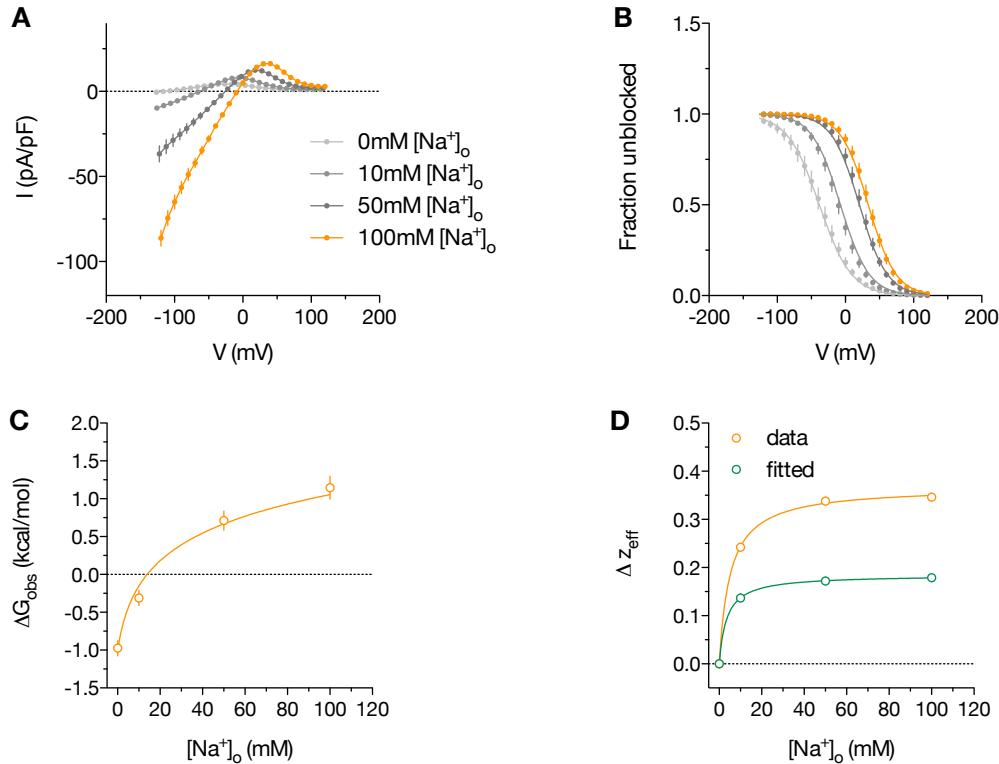 A
I (pA/pF)
0
-50
-100
-200
-100
0
100
200
V (mV)
0mM [Na+]o
10mM [Na+]o
50mM [Na+]o
100mM [Na+]o
B
Fraction unblocked
1.5
1.0
0.5
0.0
-200
-100
0
100
200
V (mV)
C
ΔGobs (kcal/mol)
2.0
1.5
1.0
0.5
0.0
-0.5
-1.0
-1.5
0
20
40
60
80
100
120
[Na+]o (mM)
D
Δ zeff
0.5
0.4
0.3
0.2
0.1
0.0
data
fitted
0
20
40
60
80
100
120
[Na+]o (mM)